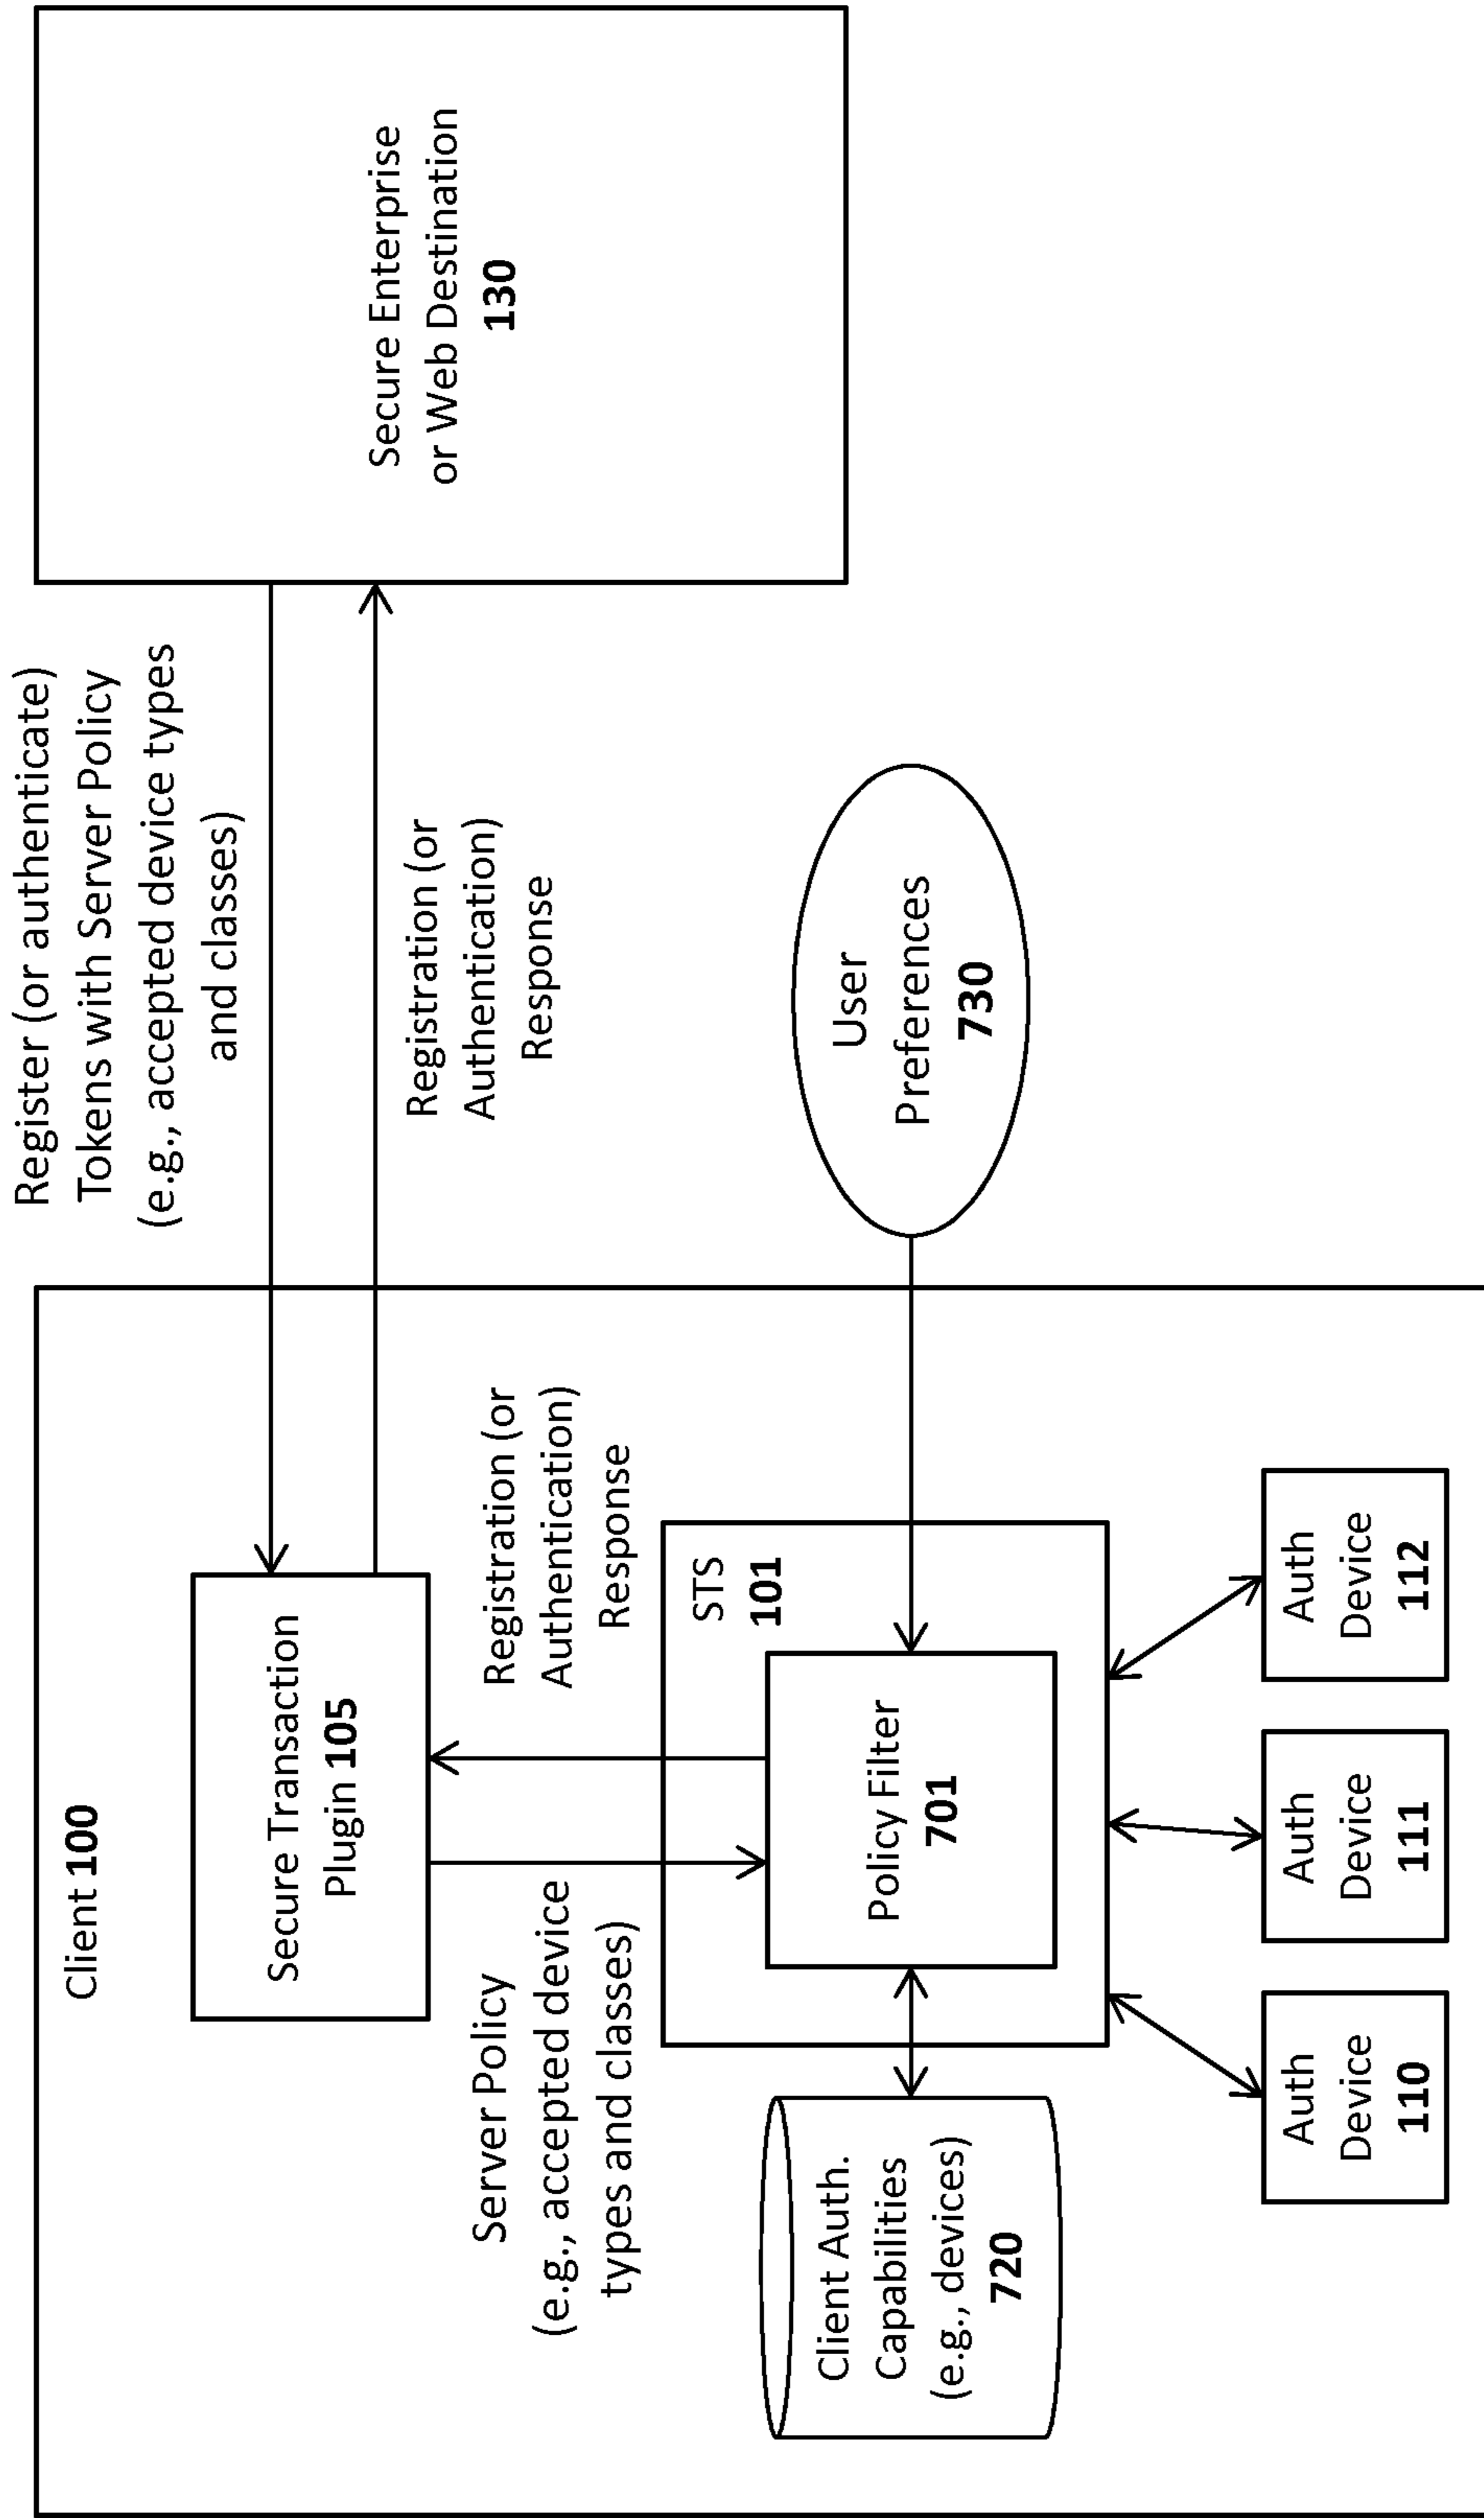 Client 100
Secure Transaction
Plugin 105
Server Policy
(e.g., accepted device
types and classes)
Registration (or
Authentication)
Response
STS
101
Policy Filter
701
Client Auth.
Capabilities
(e.g., devices)
720
Auth
Device
110
Auth
Device
111
Auth
Device
112
Register (or authenticate)
Tokens with Server Policy
(e.g., accepted device types
and classes)
Registration (or
Authentication)
Response
User
Preferences
730
Secure Enterprise
or Web Destination
130